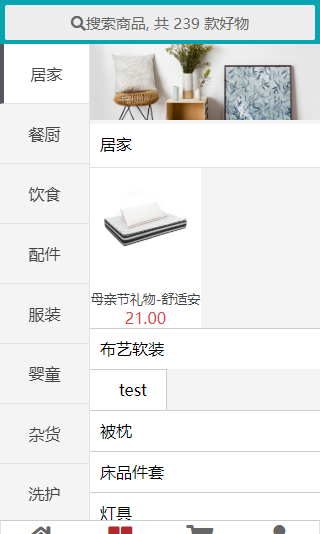 搜索商品, 共 239 款好物
居家
餐厨
饮食
配件
服装
婴童
杂货
洗护
居家
母亲节礼物-舒适安
21.00
布艺软装
test
被枕
床品件套
灯具